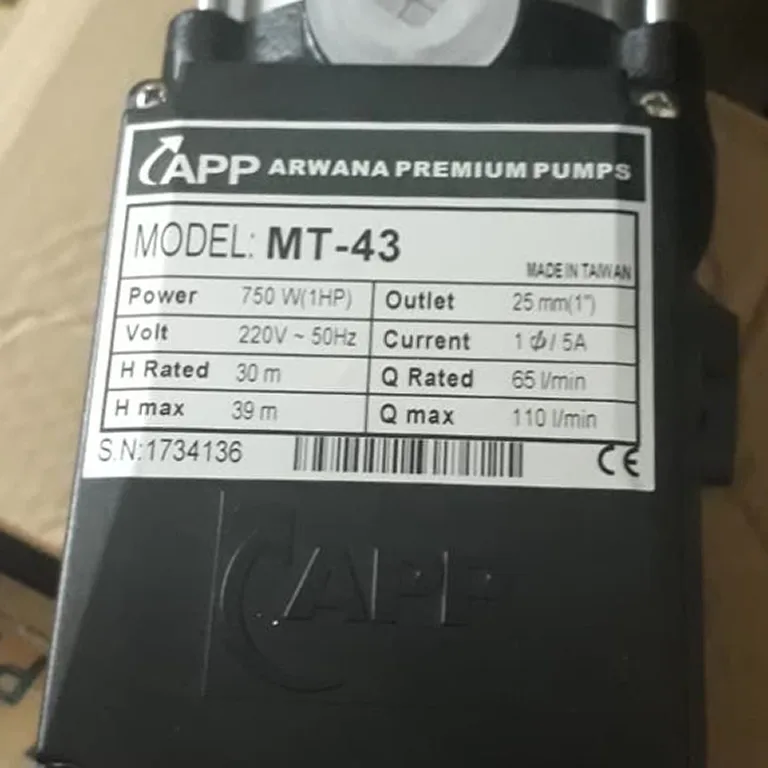 APP ARWANA PREMIUM PUMPS
MODEL: MT-43
MADE IN TAIWAN
Power 750 W(1HP) Outlet 25 mm(1")
Volt 220V ~ 50Hz Current 1 ϕ/ 5A
H Rated 30 m Q Rated 65 l/min
H max 39 m Q max 110 l/min
S.N:1734136 CE
APP